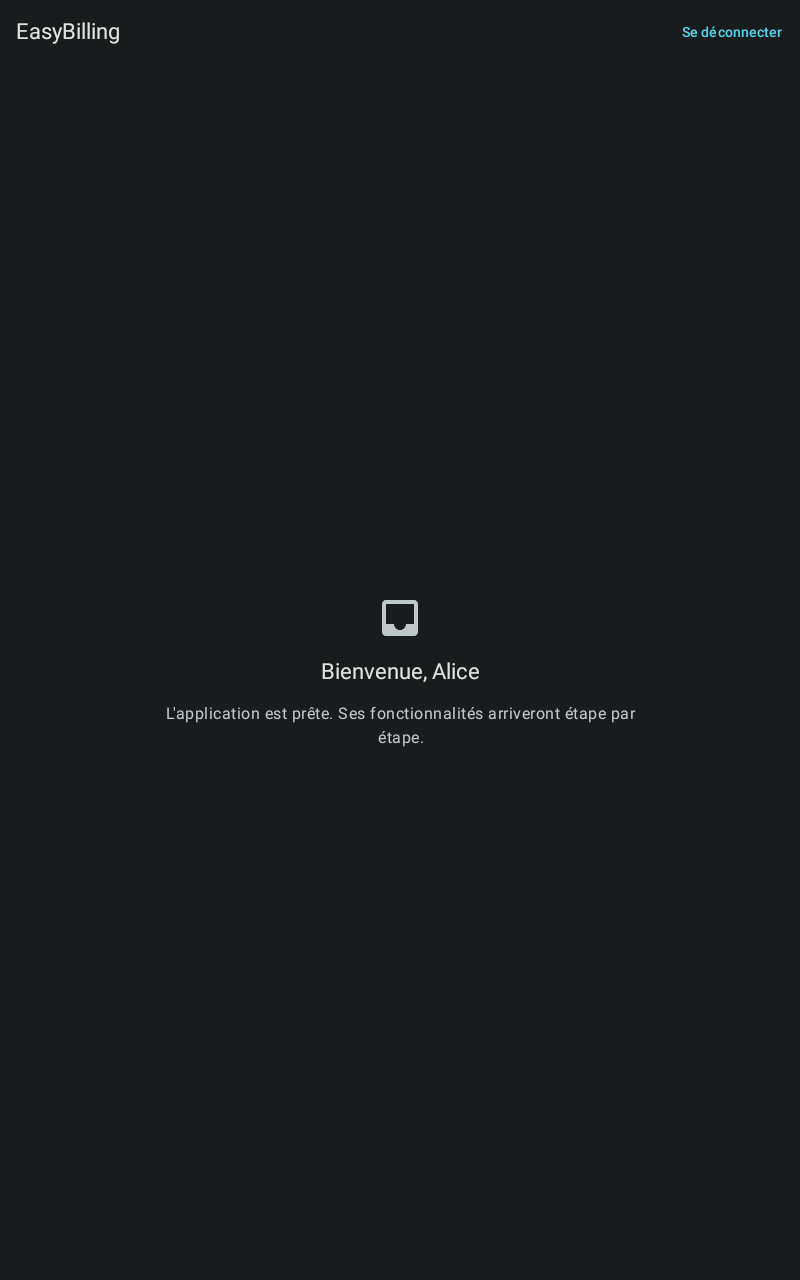 EasyBilling
Se déconnecter
Bienvenue, Alice
L'application est prête. Ses fonctionnalités arriveront étape par
étape.